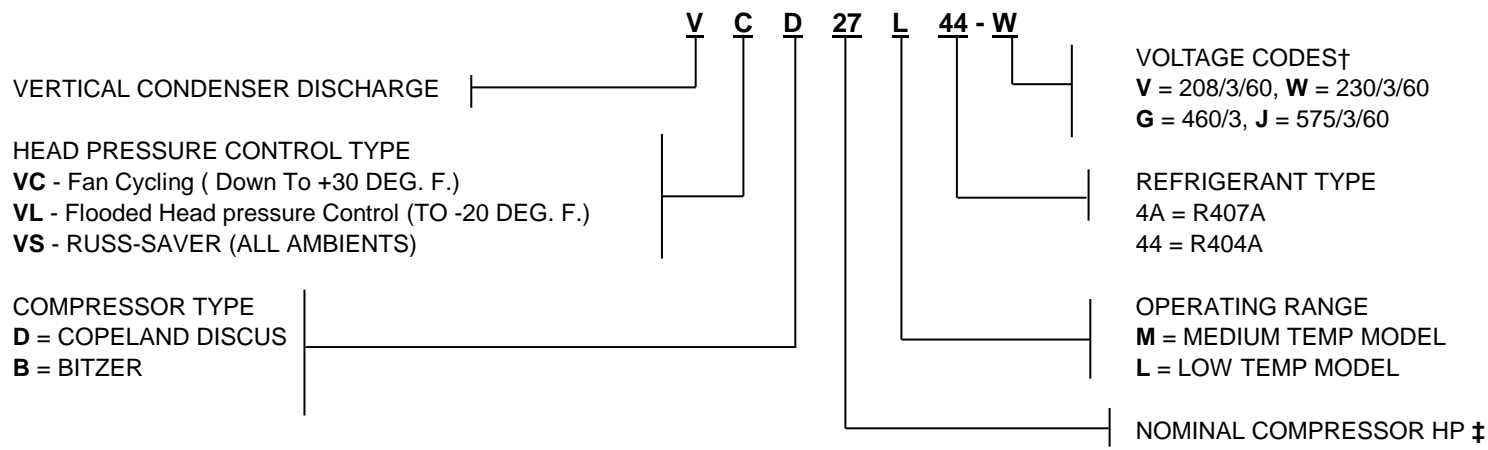 V C D 27 L 44 - W
VERTICAL CONDENSER DISCHARGE
HEAD PRESSURE CONTROL TYPE
VC - Fan Cycling ( Down To +30 DEG. F.)
VL - Flooded Head pressure Control (TO -20 DEG. F.)
VS - RUSS-SAVER (ALL AMBIENTS)
COMPRESSOR TYPE
D = COPELAND DISCUS
B = BITZER
VOLTAGE CODES†
V = 208/3/60, W = 230/3/60
G = 460/3, J = 575/3/60
REFRIGERANT TYPE
4A = R407A
44 = R404A
OPERATING RANGE
M = MEDIUM TEMP MODEL
L = LOW TEMP MODEL
NOMINAL COMPRESSOR HP ‡